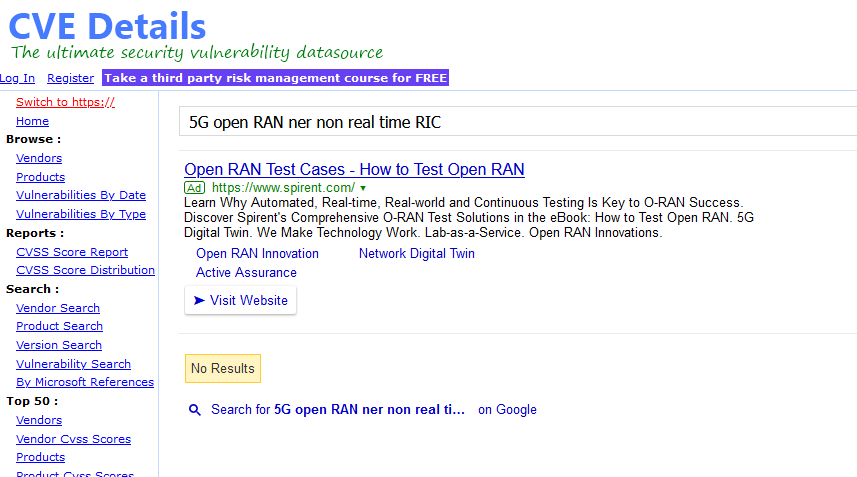 CVE Details
The ultimate security vulnerability datasource
Log In Register Take a third party risk management course for FREE
Switch to https://
Home
Browse :
Vendors
Products
Vulnerabilities By Date
Vulnerabilities By Type
Reports :
CVSS Score Report
CVSS Score Distribution
Search :
Vendor Search
Product Search
Version Search
Vulnerability Search
By Microsoft References
Top 50 :
Vendors
Vendor Cvss Scores
Products
Product Cvss Scores
5G open RAN ner non real time RIC
Open RAN Test Cases - How to Test Open RAN
Ad https://www.spirent.com/
Learn Why Automated, Real-time, Real-world and Continuous Testing Is Key to O-RAN Success.
Discover Spirent's Comprehensive O-RAN Test Solutions in the eBook: How to Test Open RAN. 5G
Digital Twin. We Make Technology Work. Lab-as-a-Service. Open RAN Innovations.
Open RAN Innovation Network Digital Twin
Active Assurance
Visit Website
No Results
Search for 5G open RAN ner non real ti... on Google